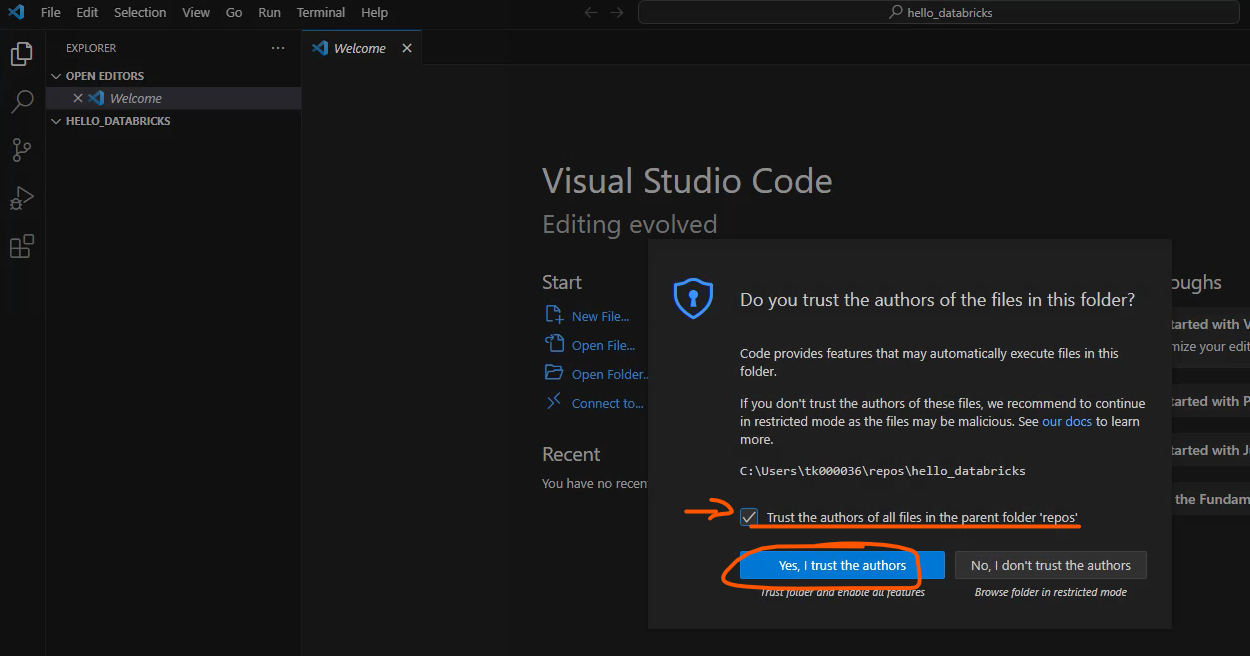 File Edit Selection View Go Run Terminal Help
hello_databricks
EXPLORER
Welcome
OPEN EDITORS
Welcome
HELLO_DATABRICKS
Visual Studio Code
Editing evolved
Start
New File...
Open File...
Open Folder..
Connect to...
Recent
You have no recen
oughs
tarted with V
mize your edit
tarted with P
tarted with Ju
the Fundam
Do you trust the authors of the files in this folder?
Code provides features that may automatically execute files in this
folder.
If you don't trust the authors of these files, we recommend to continue
in restricted mode as the files may be malicious. See our docs to learn
more.
C:\Users\tk000036\repos\hello_databricks
Trust the authors of all files in the parent folder 'repos'
Yes, I trust the authors
No, I don't trust the authors
Trust folder and enable all features
Browse folder in restricted mode